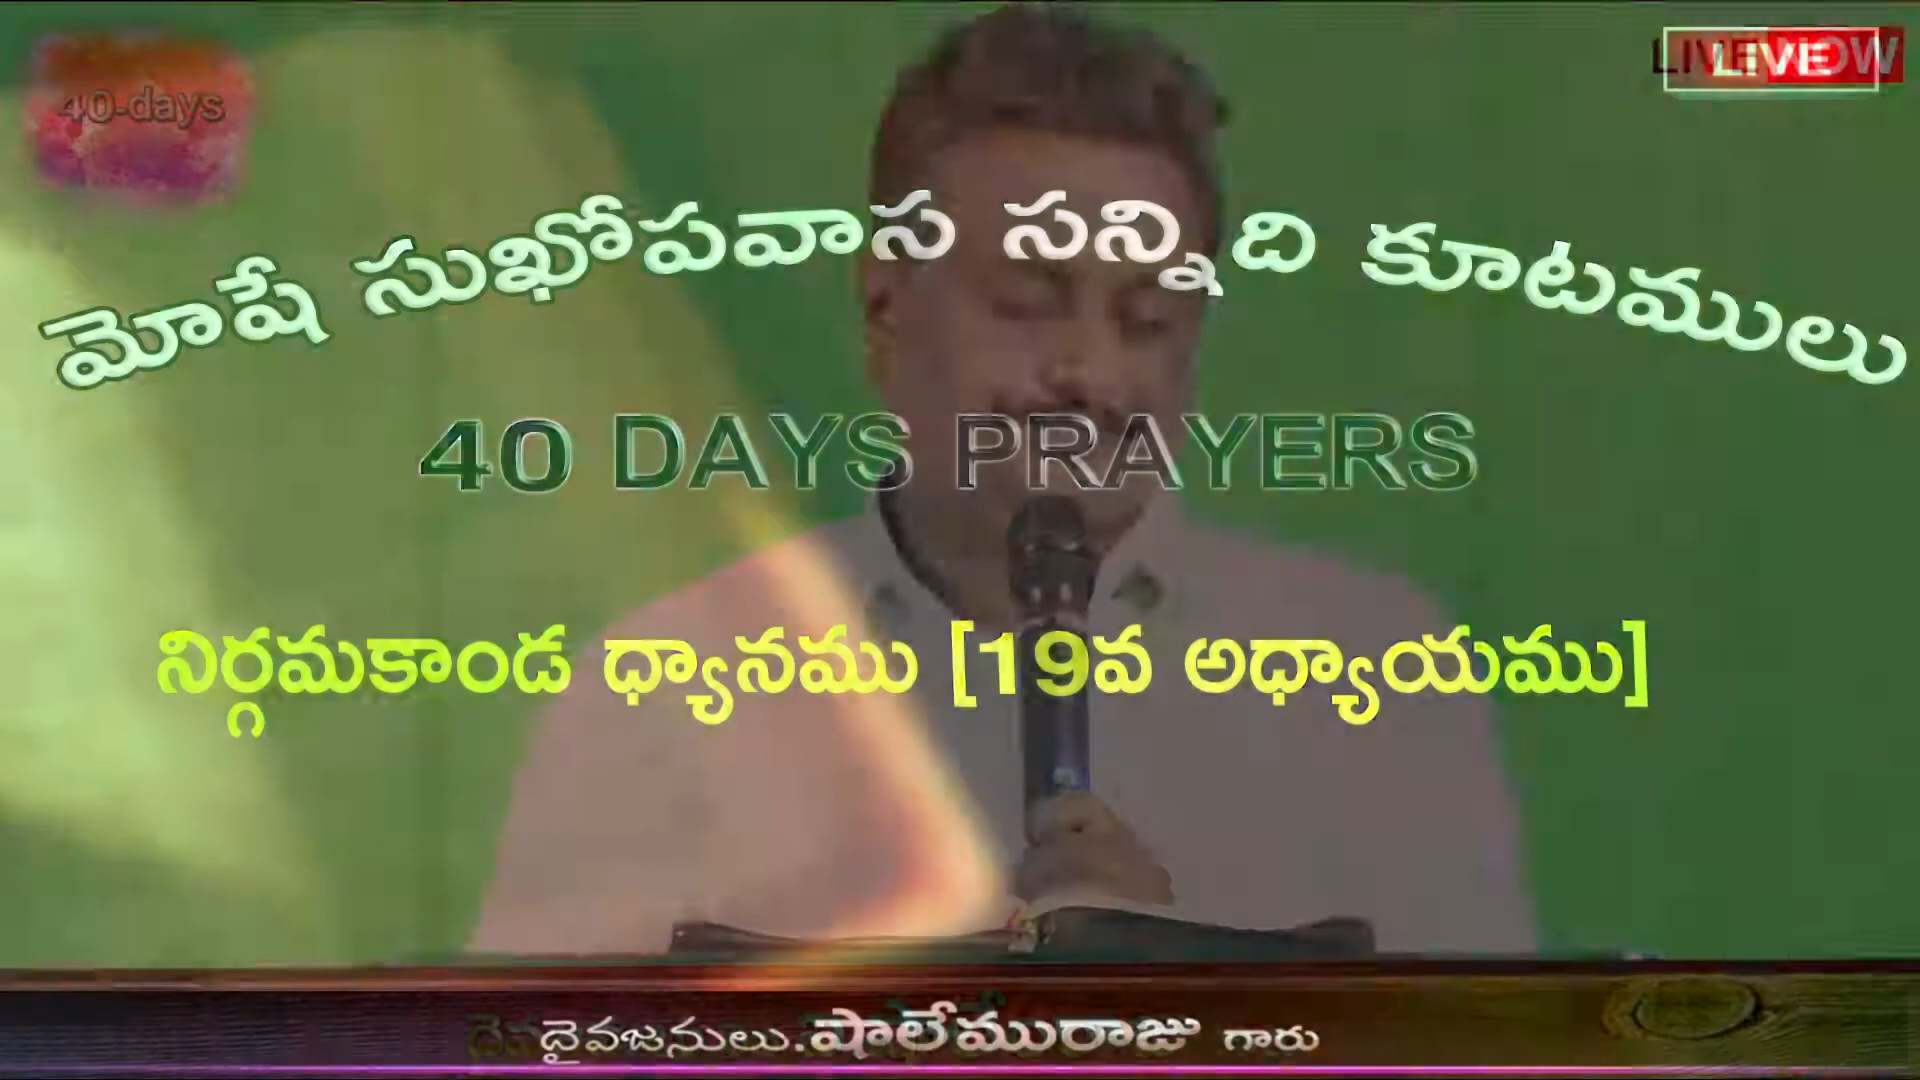 40-days
LIVE
మోషే సుఖోపవాస సన్నిది కూటములు
40 DAYS PRAYERS
నిర్గమకాండ ధ్యానము [19వ అధ్యాయము]
దైవజనులు.షాలేమురాజు గారు